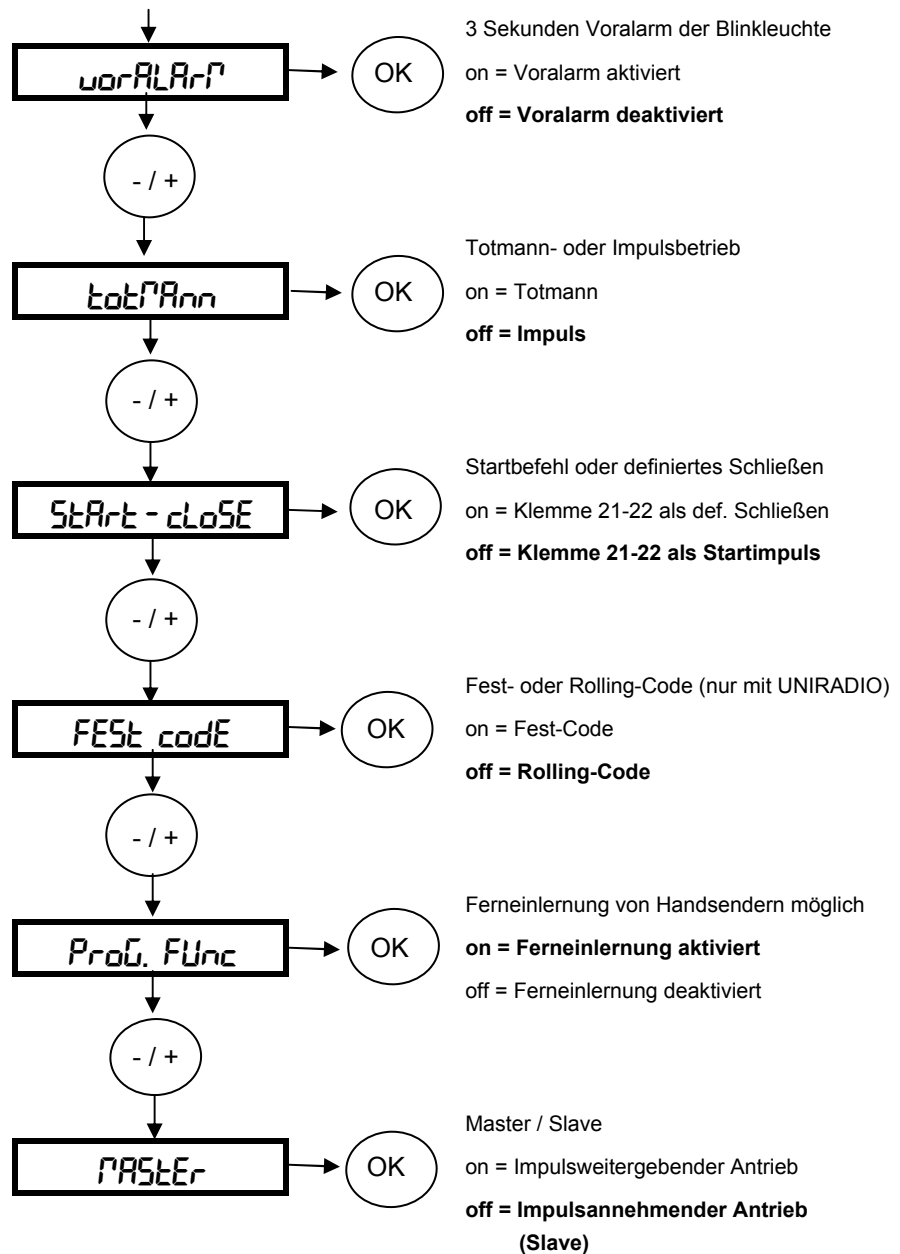 3 Sekunden Voralarm der Blinkleuchte
vorALArM
OK
on = Voralarm aktiviert
off = Voralarm deaktiviert
- / +
Totmann- oder Impulsbetrieb
totMAnn
OK
on = Totmann
off = Impuls
- / +
Startbefehl oder definiertes Schließen
StArt - cLoSE
OK
on = Klemme 21-22 als def. Schließen
off = Klemme 21-22 als Startimpuls
- / +
Fest- oder Rolling-Code (nur mit UNIRADIO)
FESt codE
OK
on = Fest-Code
off = Rolling-Code
- / +
Ferneinlernung von Handsendern möglich
ProG. FUnc
OK
on = Ferneinlernung aktiviert
off = Ferneinlernung deaktiviert
- / +
Master / Slave
MAStEr
OK
on = Impulsweitergebender Antrieb
off = Impulsannehmender Antrieb
(Slave)